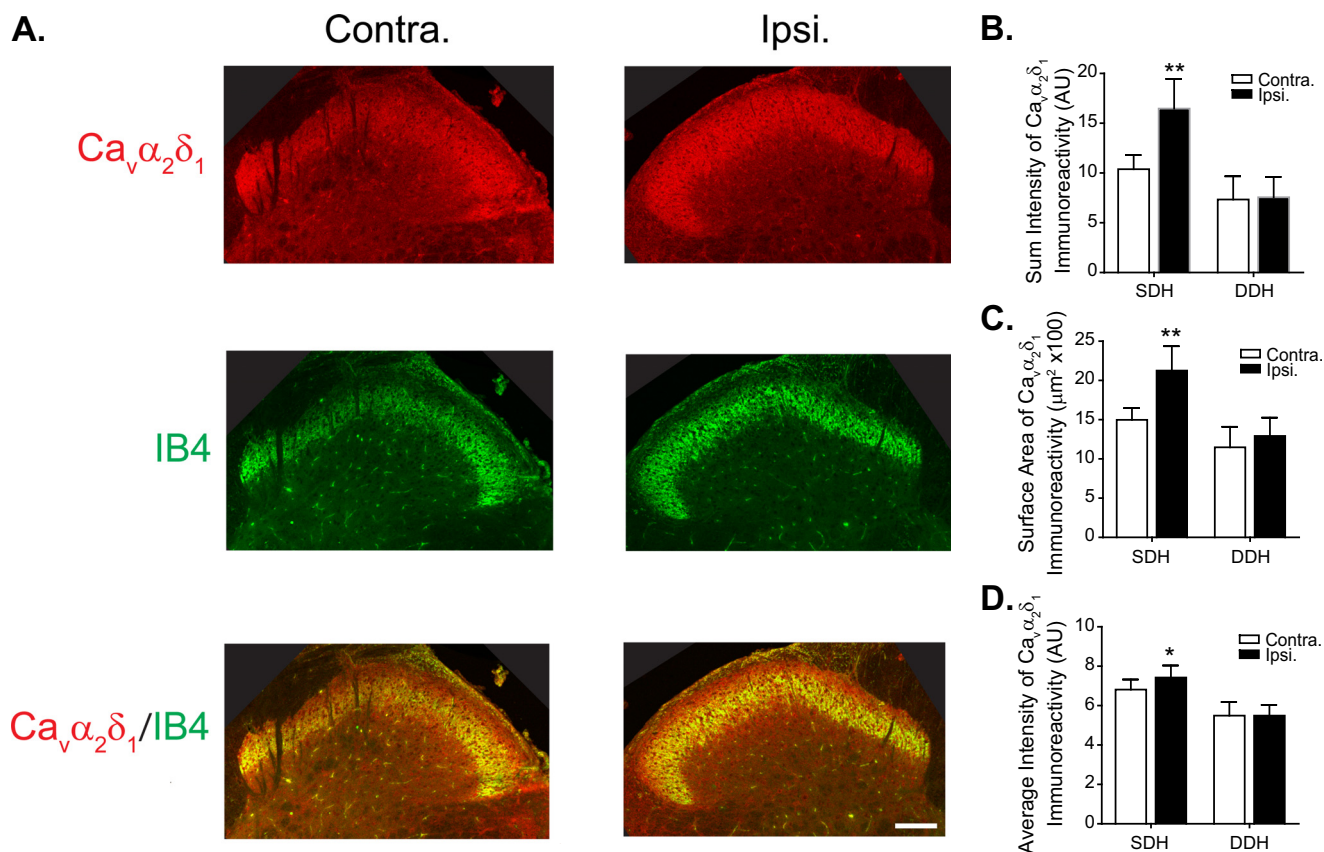 A.
Contra.
Ipsi.
Caᵥα₂δ₁
IB4
Caᵥα₂δ₁/IB4
B.
Sum Intensity of Caᵥα₂δ₁
Immunoreactivity (AU)
20
15
10
5
0
**
Contra.
Ipsi.
SDH
DDH
C.
Surface Area of Caᵥα₂δ₁
Immunoreactivity (μm² x100)
25
20
15
10
5
0
**
Contra.
Ipsi.
SDH
DDH
D.
Average Intensity of Caᵥα₂δ₁
Immunoreactivity (AU)
8
6
4
2
0
*
Contra.
Ipsi.
SDH
DDH